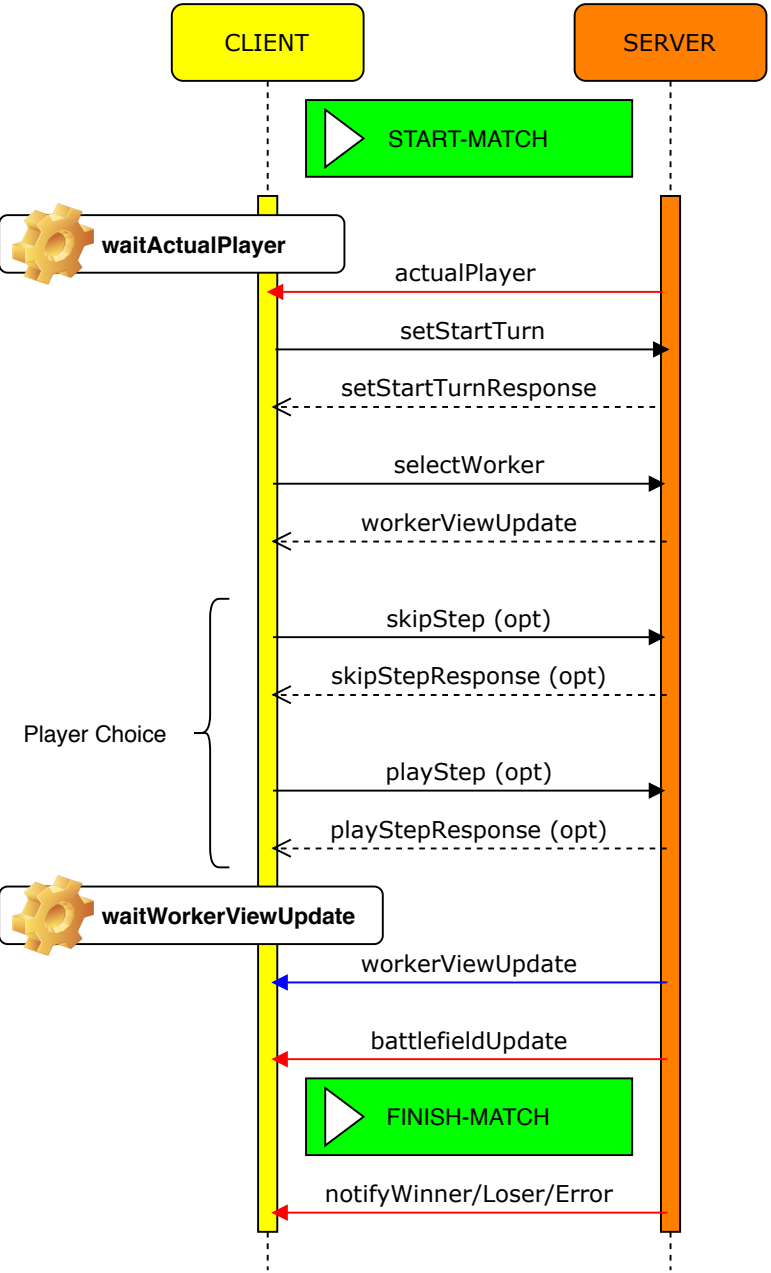 CLIENT
SERVER
START-MATCH
waitActualPlayer
actualPlayer
setStartTurn
setStartTurnResponse
selectWorker
workerViewUpdate
skipStep (opt)
skipStepResponse (opt)
Player Choice
playStep (opt)
playStepResponse (opt)
waitWorkerViewUpdate
workerViewUpdate
battlefieldUpdate
FINISH-MATCH
notifyWinner/Loser/Error